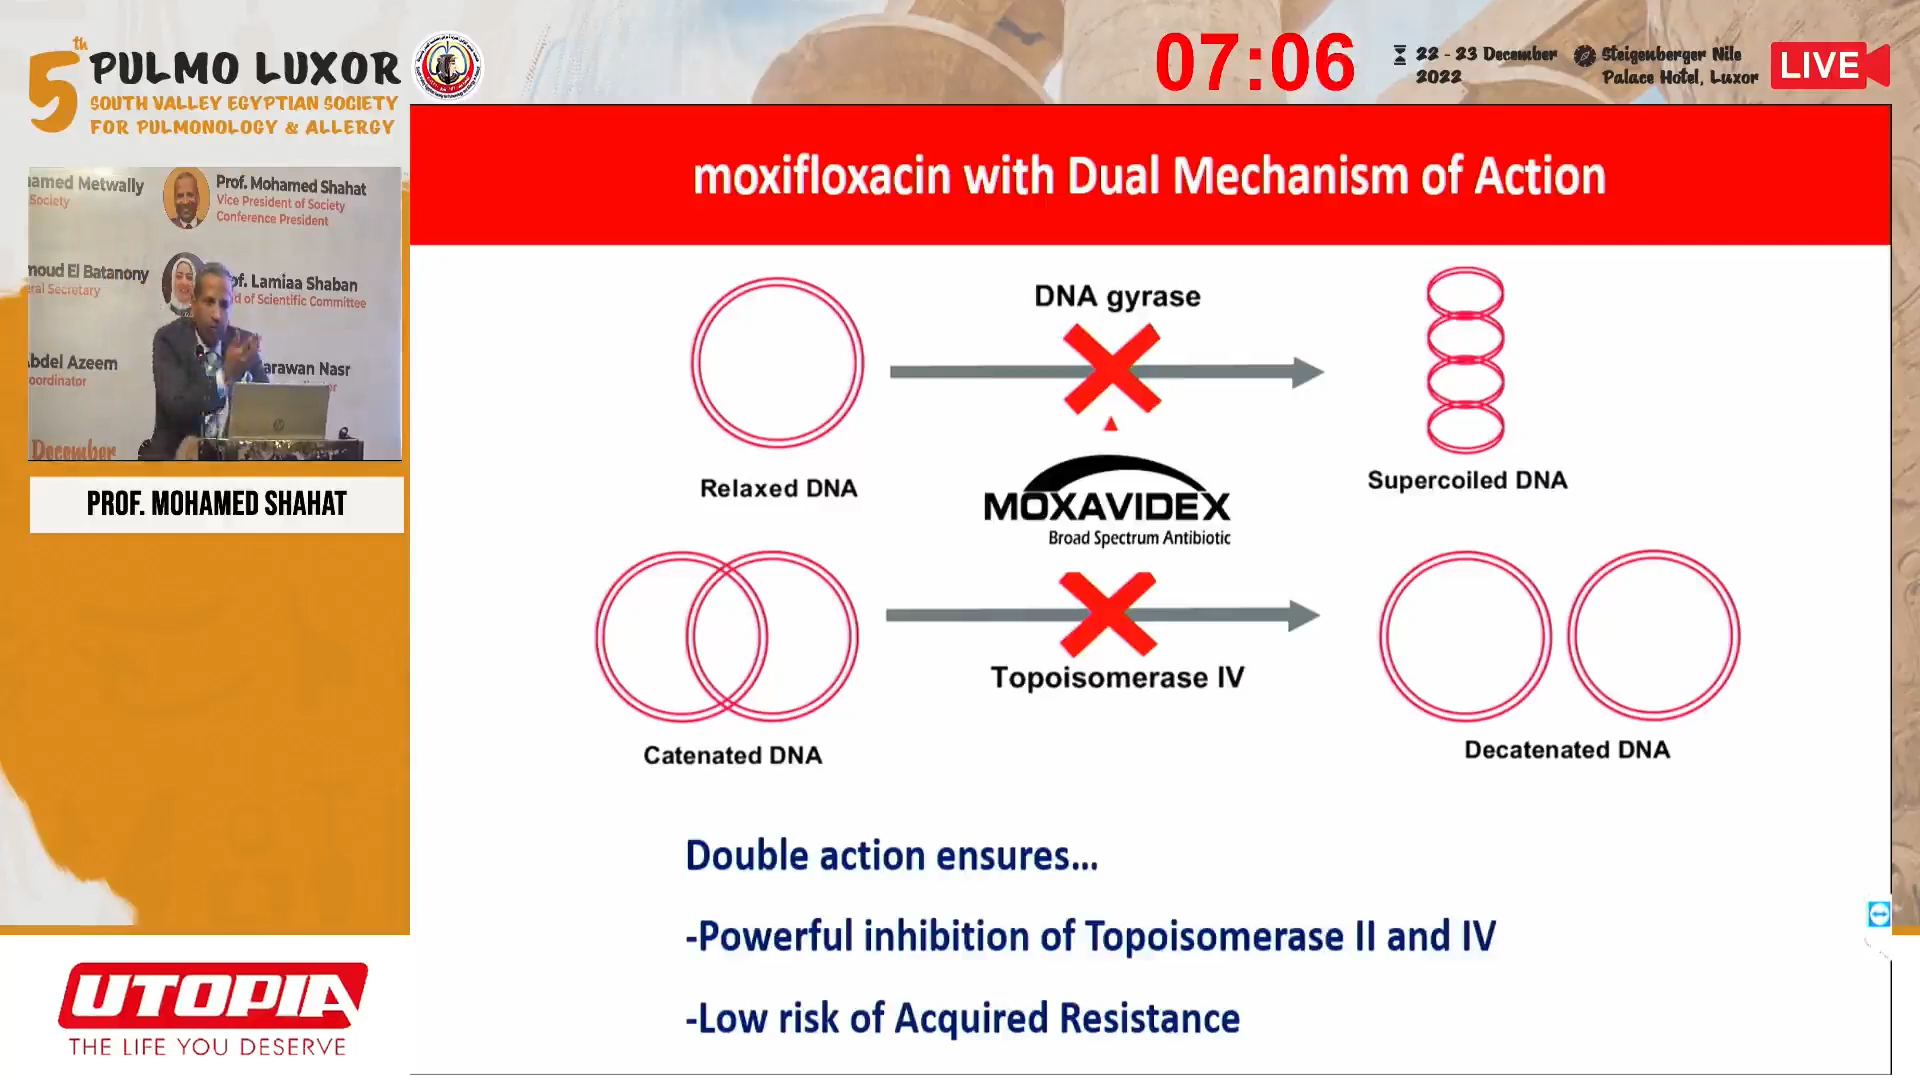 5th PULMO LUXOR
SOUTH VALLEY EGYPTIAN SOCIETY
FOR PULMONOLOGY & ALLERGY
07:06
22 - 23 December
2022
Steigenberger Nile
Palace Hotel, Luxor
LIVE
amed Metwally
Society
Prof. Mohamed Shahat
Vice President of Society
Conference President
moud El Batanony
eral Secretary
of. Lamiaa Shaban
d of Scientific Committee
Abdel Azeem
oordinator
arawan Nasr
December
PROF. MOHAMED SHAHAT
moxifloxacin with Dual Mechanism of Action
DNA gyrase
Relaxed DNA
Supercoiled DNA
MOXAVIDEX
Broad Spectrum Antibiotic
Topoisomerase IV
Catenated DNA
Decatenated DNA
Double action ensures...
-Powerful inhibition of Topoisomerase II and IV
-Low risk of Acquired Resistance
UTOPIA
THE LIFE YOU DESERVE